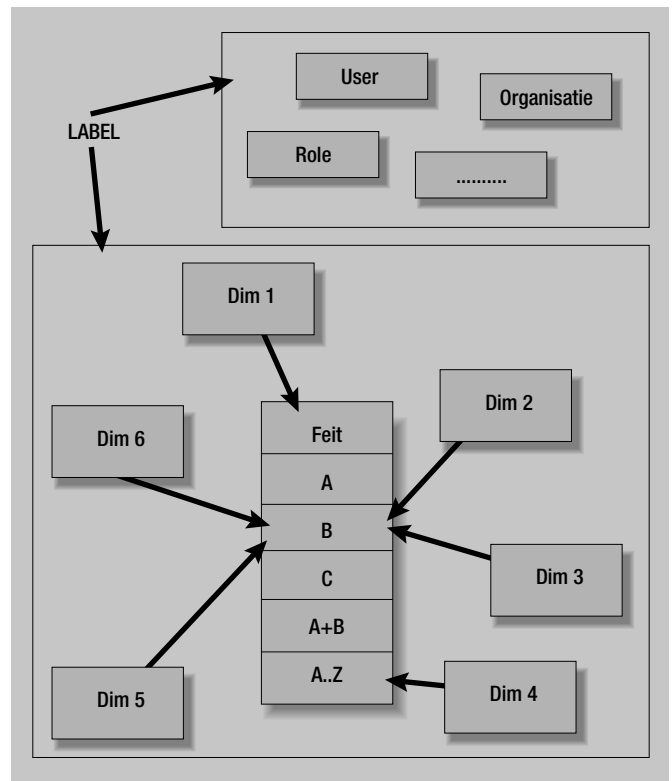 User
Organisatie
LABEL
Role
..........
Dim 1
Dim 2
Dim 6
Feit
A
B
C
Dim 3
A+B
A..Z
Dim 5
Dim 4